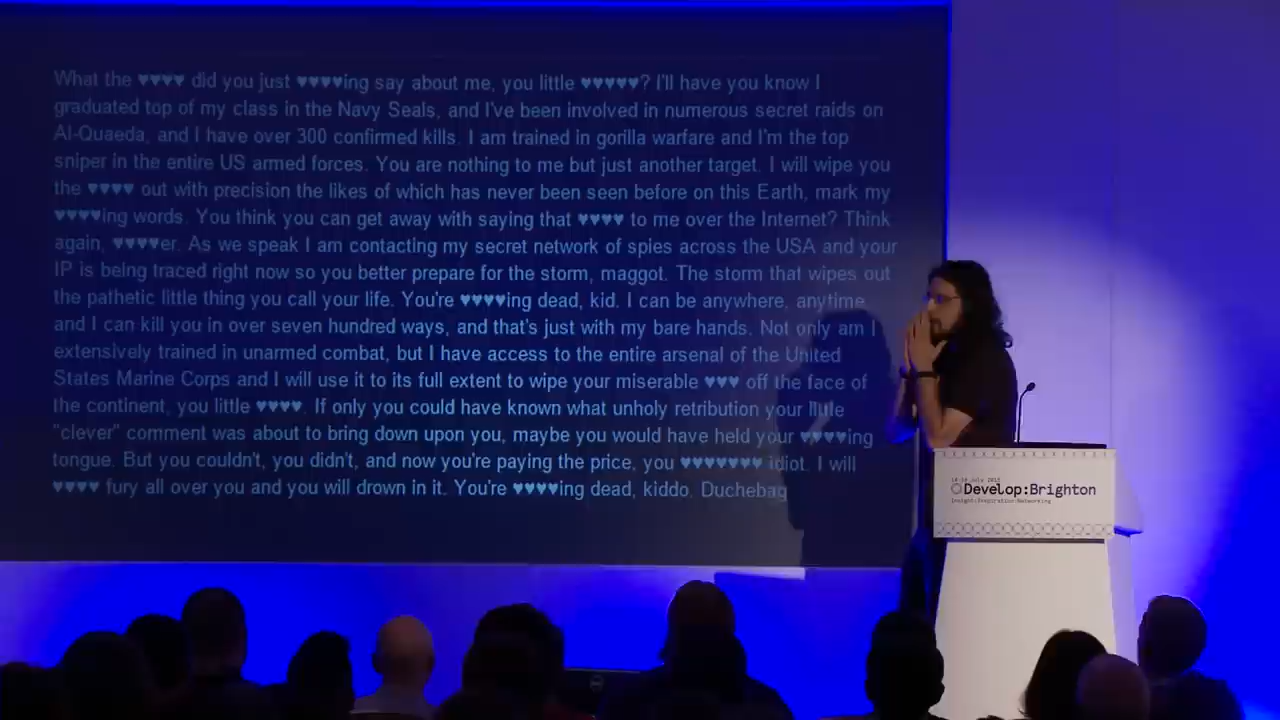 What the ♥♥♥♥ did you just ♥♥♥♥ing say about me, you little ♥♥♥♥♥? I'll have you know I
graduated top of my class in the Navy Seals, and I've been involved in numerous secret raids on
Al-Quaeda, and I have over 300 confirmed kills. I am trained in gorilla warfare and I'm the top
sniper in the entire US armed forces. You are nothing to me but just another target. I will wipe you
the ♥♥♥♥ out with precision the likes of which has never been seen before on this Earth, mark my
♥♥♥♥ing words. You think you can get away with saying that ♥♥♥♥ to me over the Internet? Think
again, ♥♥♥♥er. As we speak I am contacting my secret network of spies across the USA and your
IP is being traced right now so you better prepare for the storm, maggot. The storm that wipes out
the pathetic little thing you call your life. You're ♥♥♥♥ing dead, kid. I can be anywhere, anytime,
and I can kill you in over seven hundred ways, and that's just with my bare hands. Not only am I
extensively trained in unarmed combat, but I have access to the entire arsenal of the United
States Marine Corps and I will use it to its full extent to wipe your miserable ♥♥♥ off the face of
the continent, you little ♥♥♥♥. If only you could have known what unholy retribution your little
"clever" comment was about to bring down upon you, maybe you would have held your ♥♥♥♥ing
tongue. But you couldn't, you didn't, and now you're paying the price, you ♥♥♥♥♥♥♥ idiot. I will
♥♥♥♥ fury all over you and you will drown in it. You're ♥♥♥♥ing dead, kiddo. Duchebag
July
Develop:Brighton
Insight:Inspiration:Networking